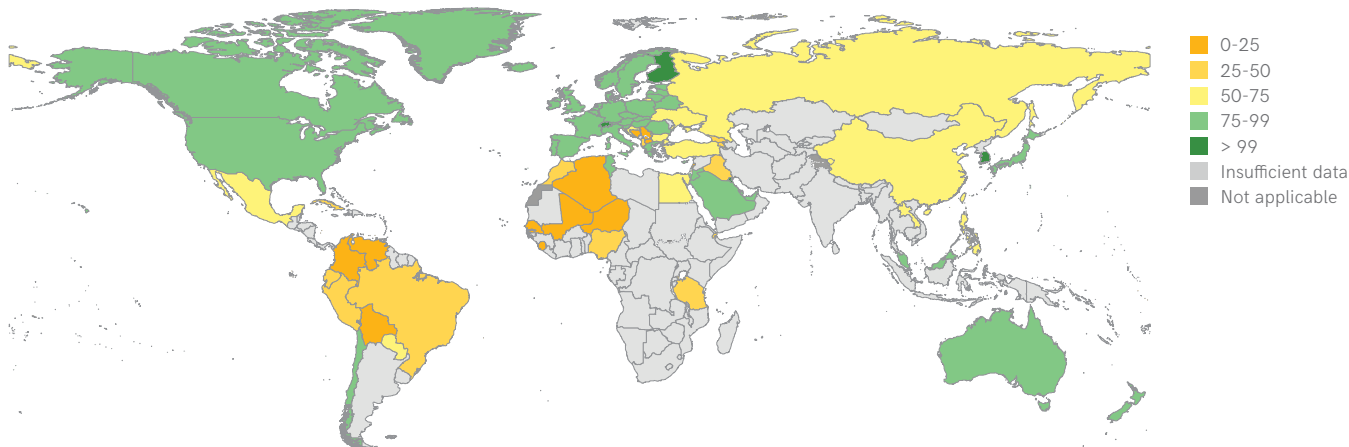 0-25
25-50
50-75
75-99
> 99
Insufficient data
Not applicable